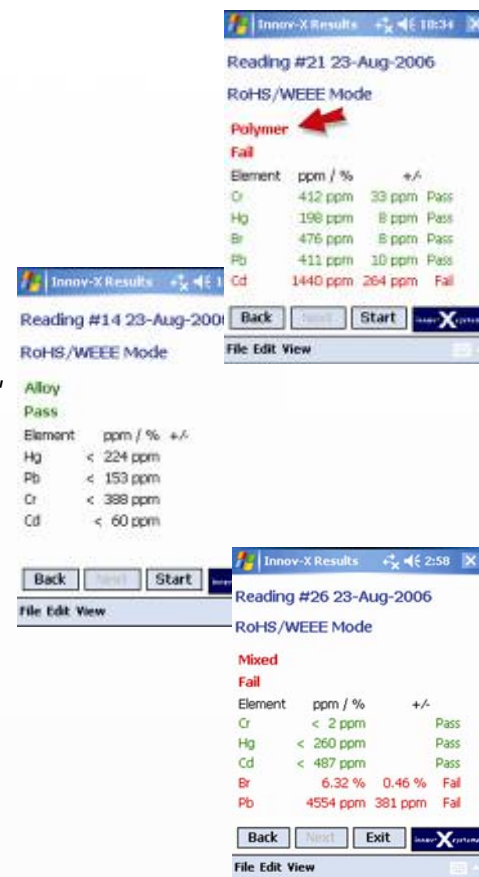 Innov-X Results 10:34
Reading #21 23-Aug-2006
RoHS/WEEE Mode
Polymer
Fail
Element ppm / % +/-
Cr 412 ppm 33 ppm Pass
Hg 198 ppm 8 ppm Pass
Br 476 ppm 8 ppm Pass
Pb 411 ppm 10 ppm Pass
Cd 1440 ppm 264 ppm Fail
Back Next Start
File Edit View
Innov-X Results
Reading #14 23-Aug-200
RoHS/WEEE Mode
Alloy
Pass
Element ppm / % +/-
Hg < 224 ppm
Pb < 153 ppm
Cr < 388 ppm
Cd < 60 ppm
Back Next Start
File Edit View
Innov-X Results 2:58
Reading #26 23-Aug-2006
RoHS/WEEE Mode
Mixed
Fail
Element ppm / % +/-
Cr < 2 ppm Pass
Hg < 260 ppm Pass
Cd < 487 ppm Pass
Br 6.32 % 0.46 % Fail
Pb 4554 ppm 381 ppm Fail
Back Next Exit
File Edit View